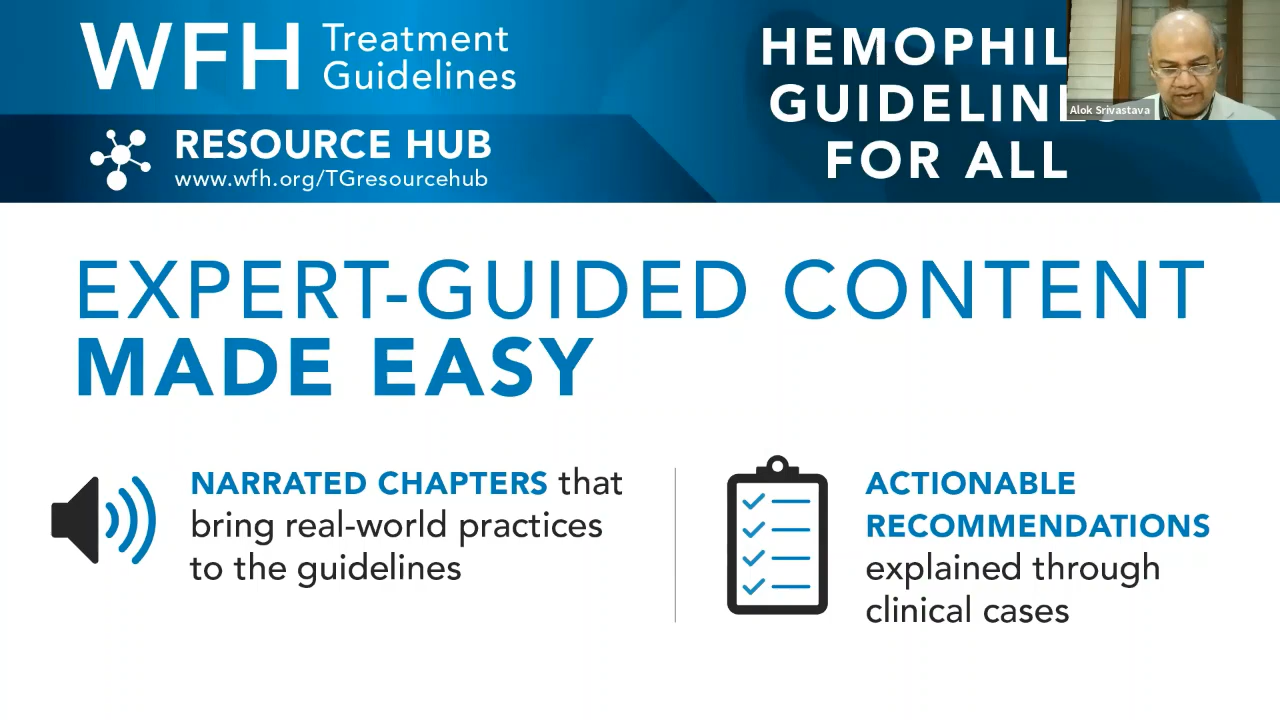 WFH Treatment
Guidelines
RESOURCE HUB
www.wfh.org/TGresourcehub
HEMOPHIL
GUIDELINES
FOR ALL
Alok Srivastava
EXPERT-GUIDED CONTENT
MADE EASY
NARRATED CHAPTERS that
bring real-world practices
to the guidelines
ACTIONABLE
RECOMMENDATIONS
explained through
clinical cases